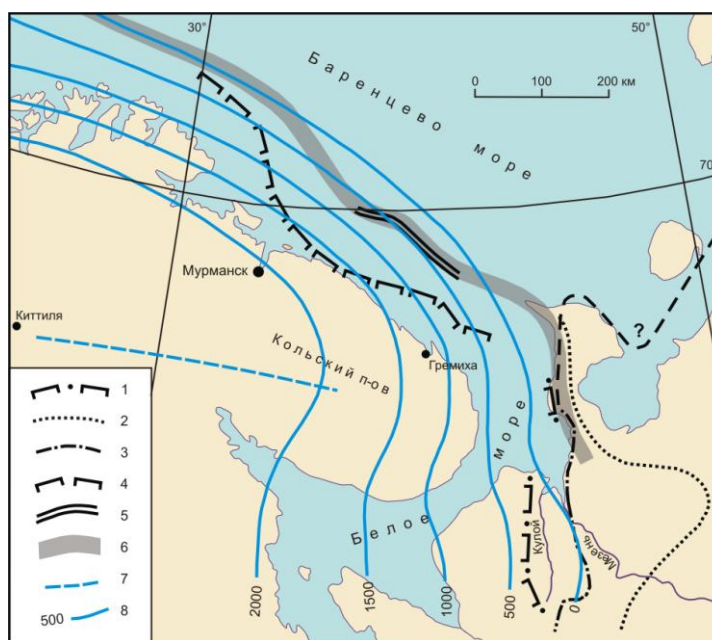 30°
50°
Баренцево
море
0 100 200 км
70
Мурманск
Киттиля
Кольский п-ов
Гремиха
?
море
Белое
Кулой
Мезень
2000
1500
1000
500
0
1
2
3
4
5
6
7
500 8